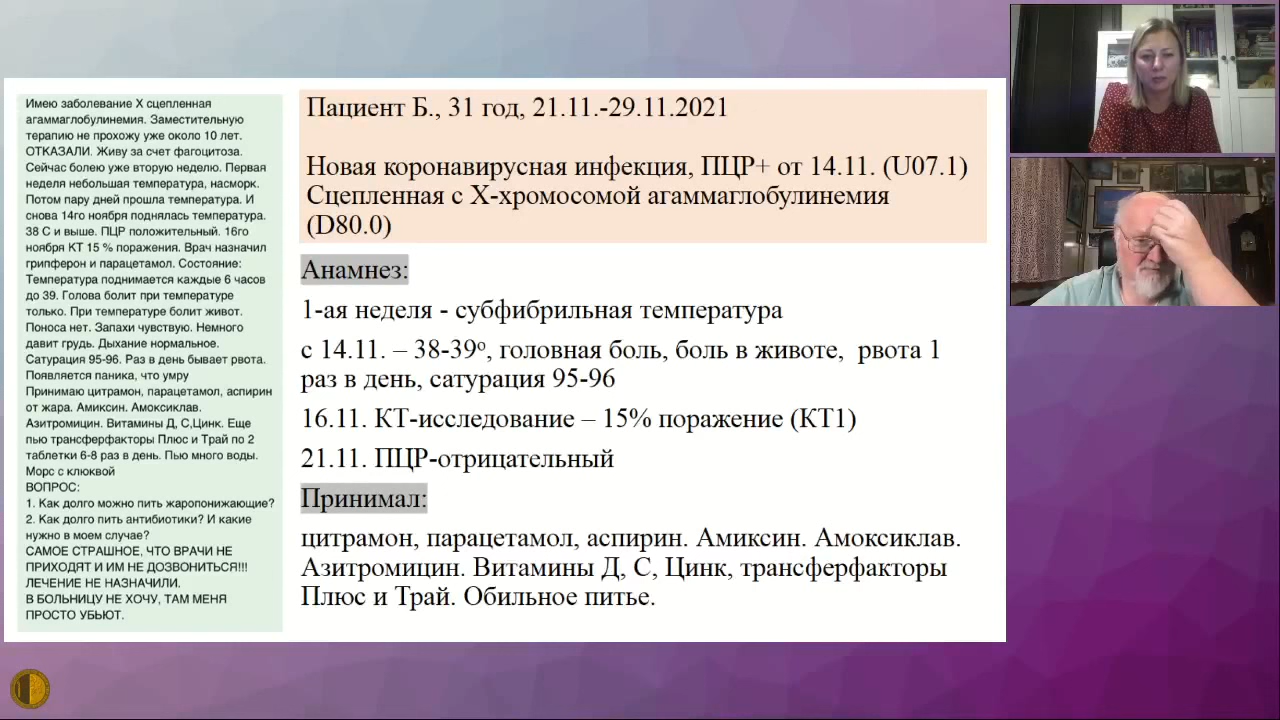 Имею заболевание Х сцепленная
агаммаглобулинемия. Заместительную
терапию не прохожу уже около 10 лет.
ОТКАЗАЛИ. Живу за счет фагоцитоза.
Сейчас болею уже вторую неделю. Первая
неделя небольшая температура, насморк.
Потом пару дней прошла температура. И
снова 14го ноября поднялась температура.
38 С и выше. ПЦР положительный. 16го
ноября КТ 15 % поражения. Врач назначил
грипферон и парацетамол. Состояние:
Температура поднимается каждые 6 часов
до 39. Голова болит при температуре
только. При температуре болит живот.
Поноса нет. Запахи чувствую. Немного
давит грудь. Дыхание нормальное.
Сатурация 95-96. Раз в день бывает рвота.
Появляется паника, что умру
Принимаю цитрамон, парацетамол, аспирин
от жара. Амиксин. Амоксиклав.
Азитромицин. Витамины Д, С,Цинк. Еще
пью трансферфакторы Плюс и Трай по 2
таблетки 6-8 раз в день. Пью много воды.
Морс с клюквой
ВОПРОС:
1. Как долго можно пить жаропонижающие?
2. Как долго пить антибиотики? И какие
нужно в моем случае?
САМОЕ СТРАШНОЕ, ЧТО ВРАЧИ НЕ
ПРИХОДЯТ И ИМ НЕ ДОЗВОНИТЬСЯ!!!
ЛЕЧЕНИЕ НЕ НАЗНАЧИЛИ.
В БОЛЬНИЦУ НЕ ХОЧУ, ТАМ МЕНЯ
ПРОСТО УБЬЮТ.
Пациент Б., 31 год, 21.11.-29.11.2021
Новая коронавирусная инфекция, ПЦР+ от 14.11. (U07.1)
Сцепленная с Х-хромосомой агаммаглобулинемия
(D80.0)
Анамнез:
1-ая неделя - субфибрильная температура
с 14.11. – 38-39º, головная боль, боль в животе, рвота 1
раз в день, сатурация 95-96
16.11. КТ-исследование – 15% поражение (КТ1)
21.11. ПЦР-отрицательный
Принимал:
цитрамон, парацетамол, аспирин. Амиксин. Амоксиклав.
Азитромицин. Витамины Д, С, Цинк, трансферфакторы
Плюс и Трай. Обильное питье.